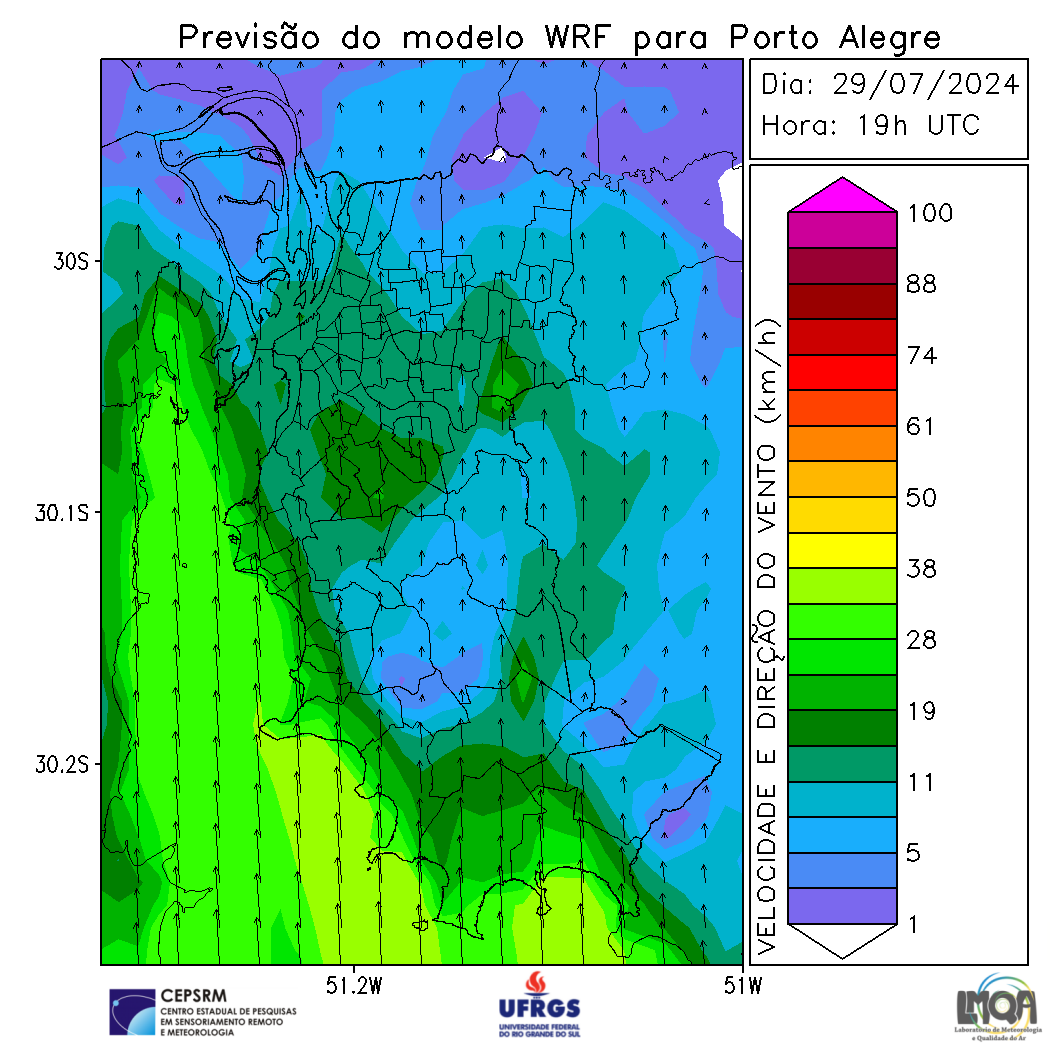 Previsão do modelo WRF para Porto Alegre
Dia: 29/07/2024
Hora: 19h UTC
30S
30.1S
30.2S
51.2W
51W
VELOCIDADE E DIREÇÃO DO VENTO (km/h)
100
88
74
61
50
38
28
19
11
5
1
CEPSRM
CENTRO ESTADUAL DE PESQUISAS
EM SENSORIAMENTO REMOTO
E METEOROLOGIA
UFRGS
UNIVERSIDADE FEDERAL
DO RIO GRANDE DO SUL
LMQA
Laboratório de Meteorologia
e Qualidade do Ar